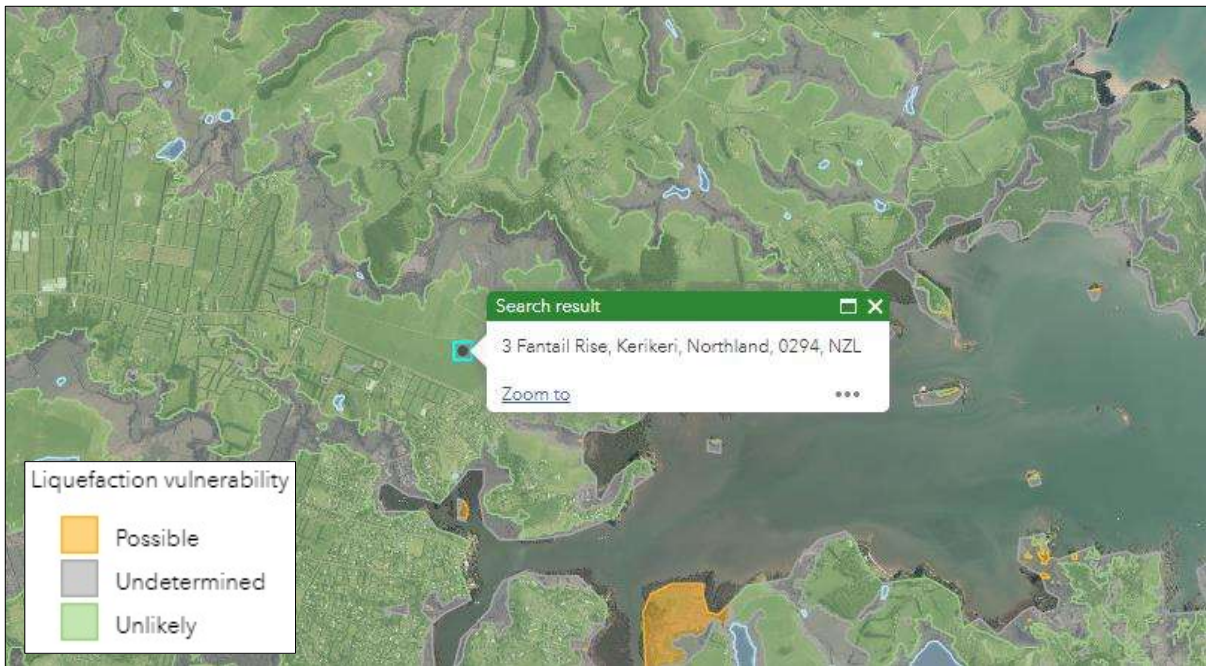 Search result
3 Fantail Rise, Kerikeri, Northland, 0294, NZL
Zoom to
Liquefaction vulnerability
Possible
Undetermined
Unlikely